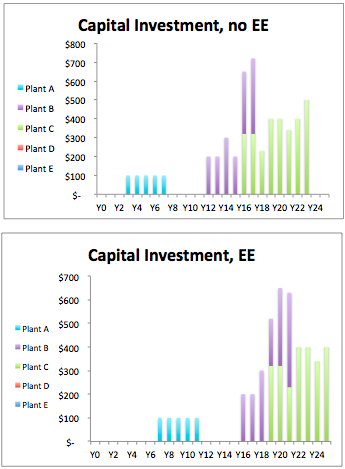 Capital Investment, no EE
$800
$700
$600
$500
$400
$300
$200
$100
$-
Plant A
Plant B
Plant C
Plant D
Plant E
Y0 Y2 Y4 Y6 Y8 Y10 Y12 Y14 Y16 Y18 Y20 Y22 Y24
Capital Investment, EE
$700
$600
$500
$400
$300
$200
$100
$-
Plant A
Plant B
Plant C
Plant D
Plant E
Y0 Y2 Y4 Y6 Y8 Y10 Y12 Y14 Y16 Y18 Y20 Y22 Y24